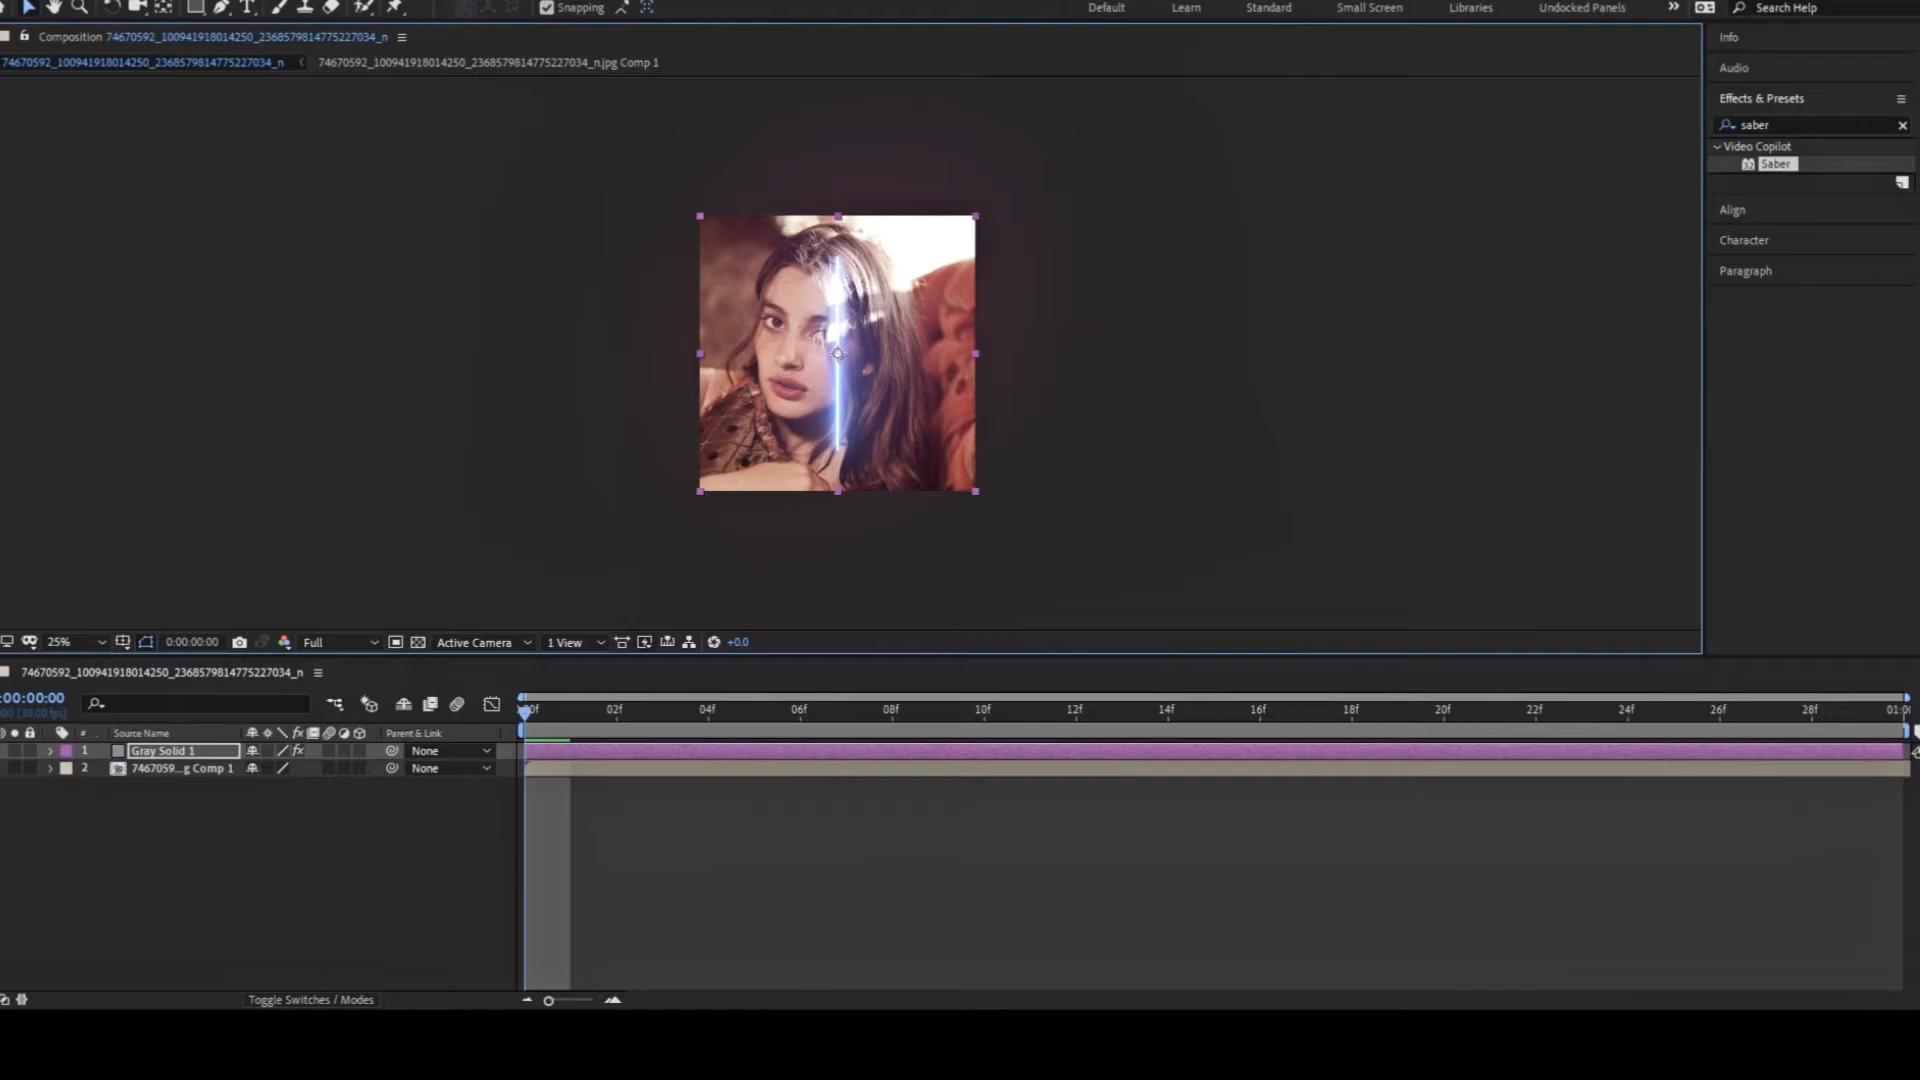 Snapping
Default
Learn
Standard
Small Screen
Libraries
Undocked Panels
Search Help
Composition 74670592_100941918014250_2368579814775227034_n
74670592_100941918014250_2368579814775227034_n
74670592_100941918014250_2368579814775227034_n.jpg Comp 1
Info
Audio
Effects & Presets
saber
Video Copilot
Saber
Align
Character
Paragraph
25%
0:00:00:00
Full
Active Camera
1 View
+0.0
74670592_100941918014250_2368579814775227034_n
:00:00:00
(30.00 fps)
02f 04f 06f 08f 10f 12f 14f 16f 18f 20f 22f 24f 26f 28f
# Source Name
fx
Parent & Link
1 Gray Solid 1
fx
None
2 7467059...g Comp 1
None
Toggle Switches / Modes